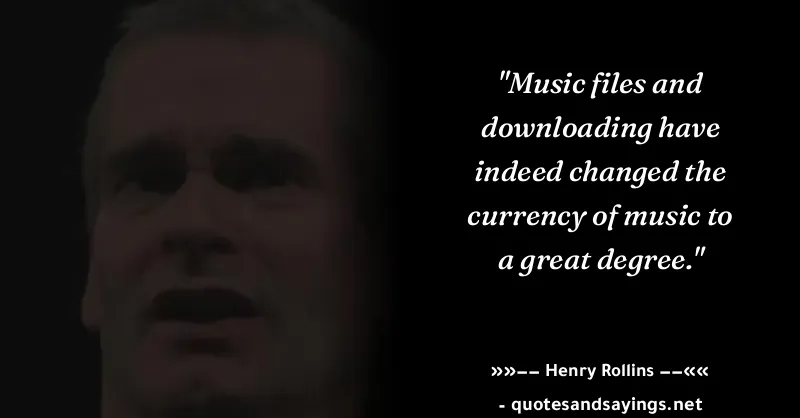 "Music files and
downloading have
indeed changed the
currency of music to
a great degree."
»»−− Henry Rollins −−««
- quotesandsayings.net